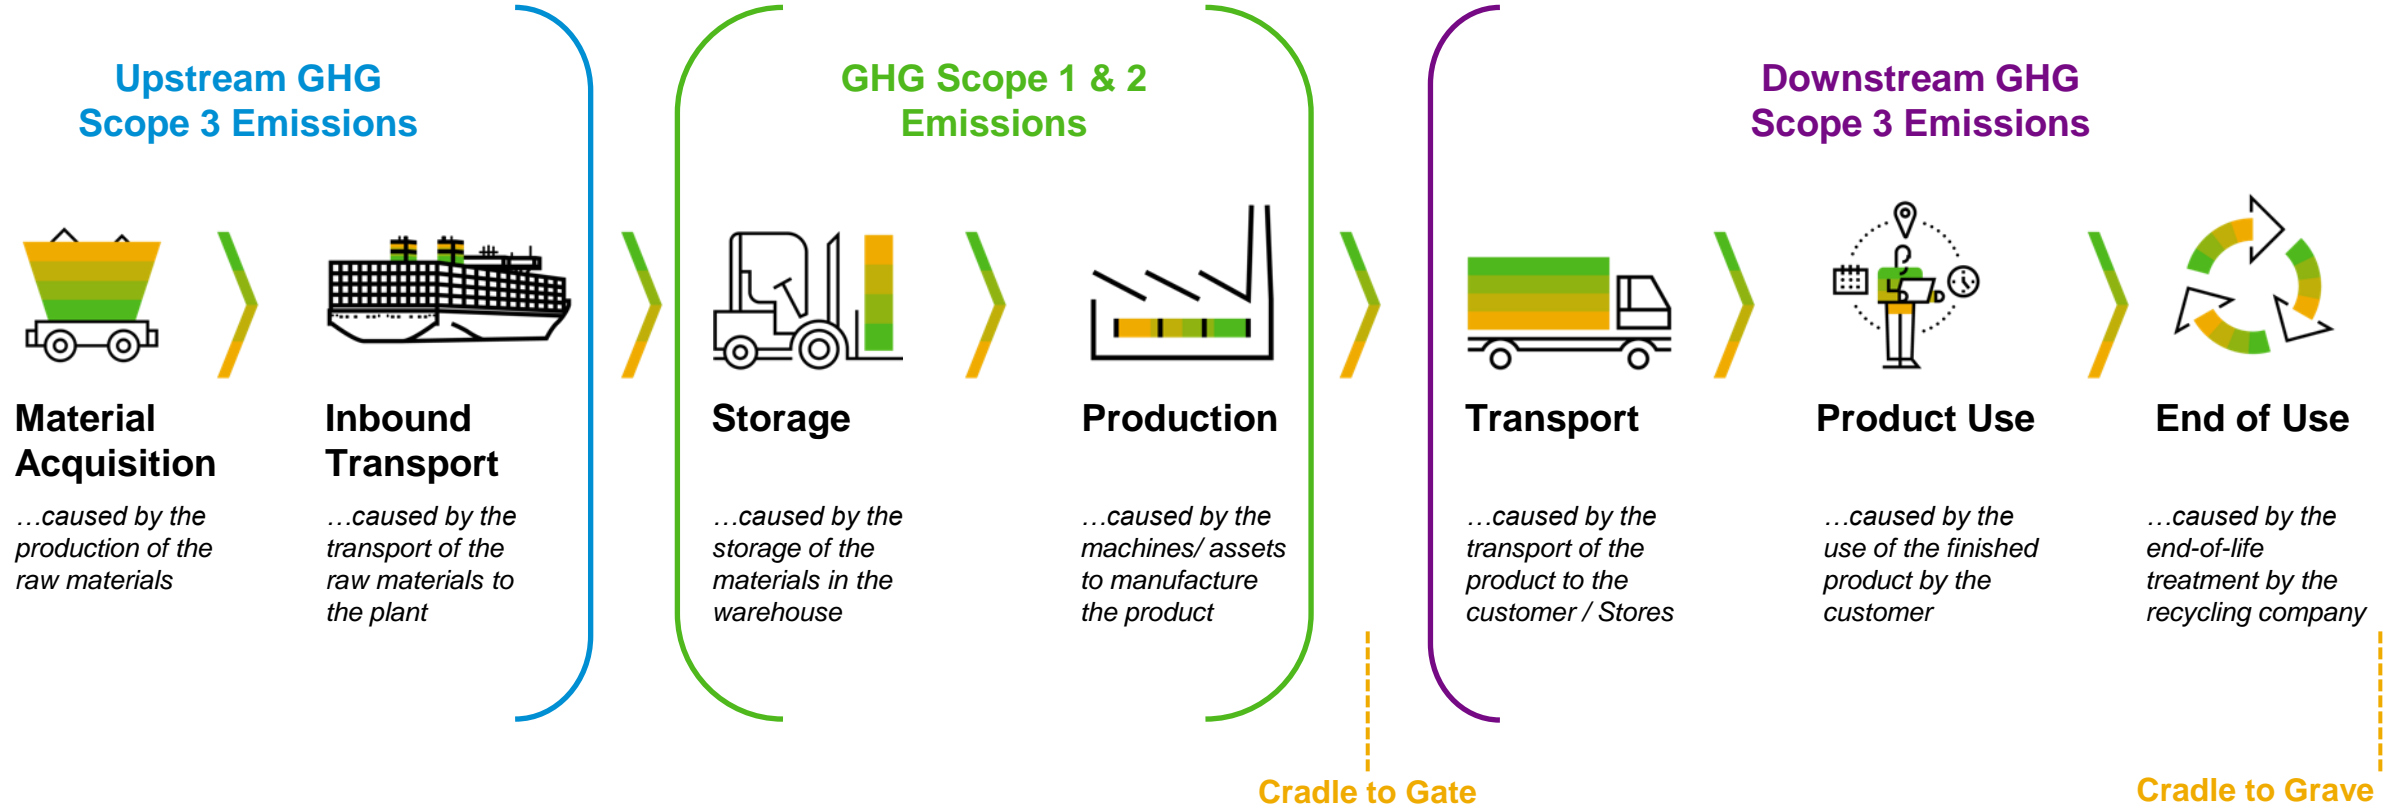 Upstream GHG
Scope 3 Emissions
GHG Scope 1 & 2
Emissions
Downstream GHG
Scope 3 Emissions
Material
Acquisition
…caused by the
production of the
raw materials
Inbound
Transport
…caused by the
transport of the
raw materials to
the plant
Storage
…caused by the
storage of the
materials in the
warehouse
Production
…caused by the
machines/ assets
to manufacture
the product
Transport
…caused by the
transport of the
product to the
customer / Stores
Product Use
…caused by the
use of the finished
product by the
customer
End of Use
…caused by the
end-of-life
treatment by the
recycling company
Cradle to Gate
Cradle to Grave